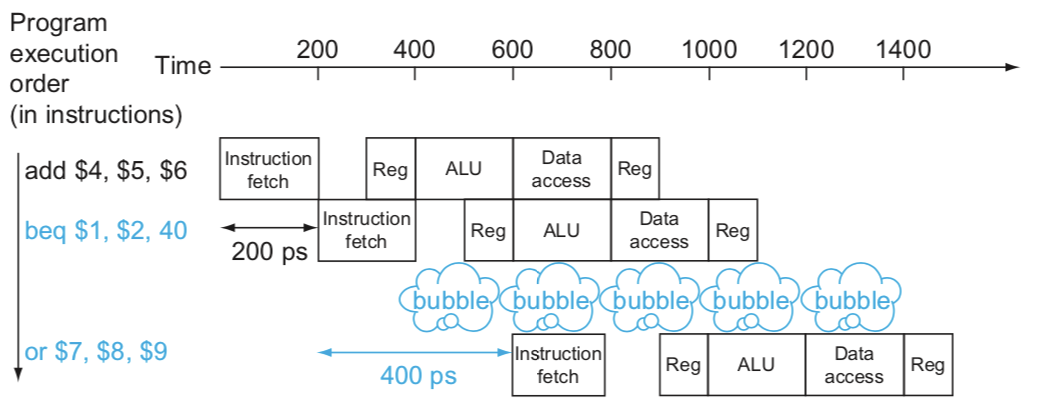 Program
execution
order
(in instructions)
Time
200 400 600 800 1000 1200 1400
add $4, $5, $6
Instruction
fetch
Reg
ALU
Data
access
Reg
beq $1, $2, 40
200 ps
Instruction
fetch
Reg
ALU
Data
access
Reg
bubble bubble bubble bubble bubble
or $7, $8, $9
400 ps
Instruction
fetch
Reg
ALU
Data
access
Reg